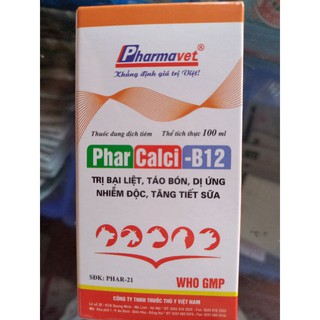 Pharmavet®
Khẳng định giá trị Việt!
Thuốc dung dịch tiêm Thể tích thực 100 ml
Phar Calci -B12
TRỊ BẠI LIỆT, TÁO BÓN, DỊ ỨNG
NHIỄM ĐỘC, TĂNG TIẾT SỮA
SĐK: PHAR-21 WHO GMP
CÔNG TY TNHH THUỐC THÚ Y VIỆT NAM